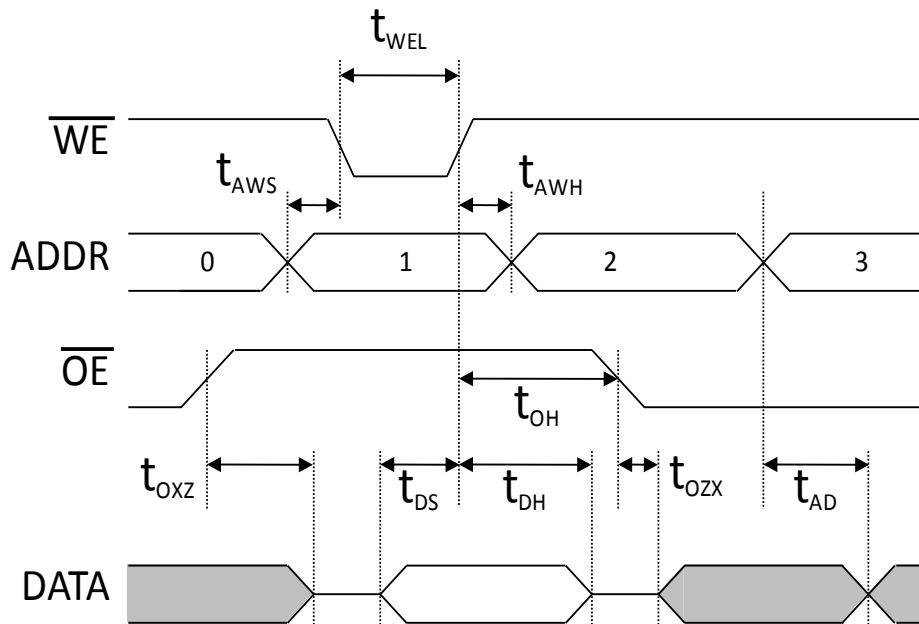 tWEL
WE
tAWS
tAWH
ADDR
0
1
2
3
OE
tOH
tOXZ
tDS
tDH
tOZX
tAD
DATA